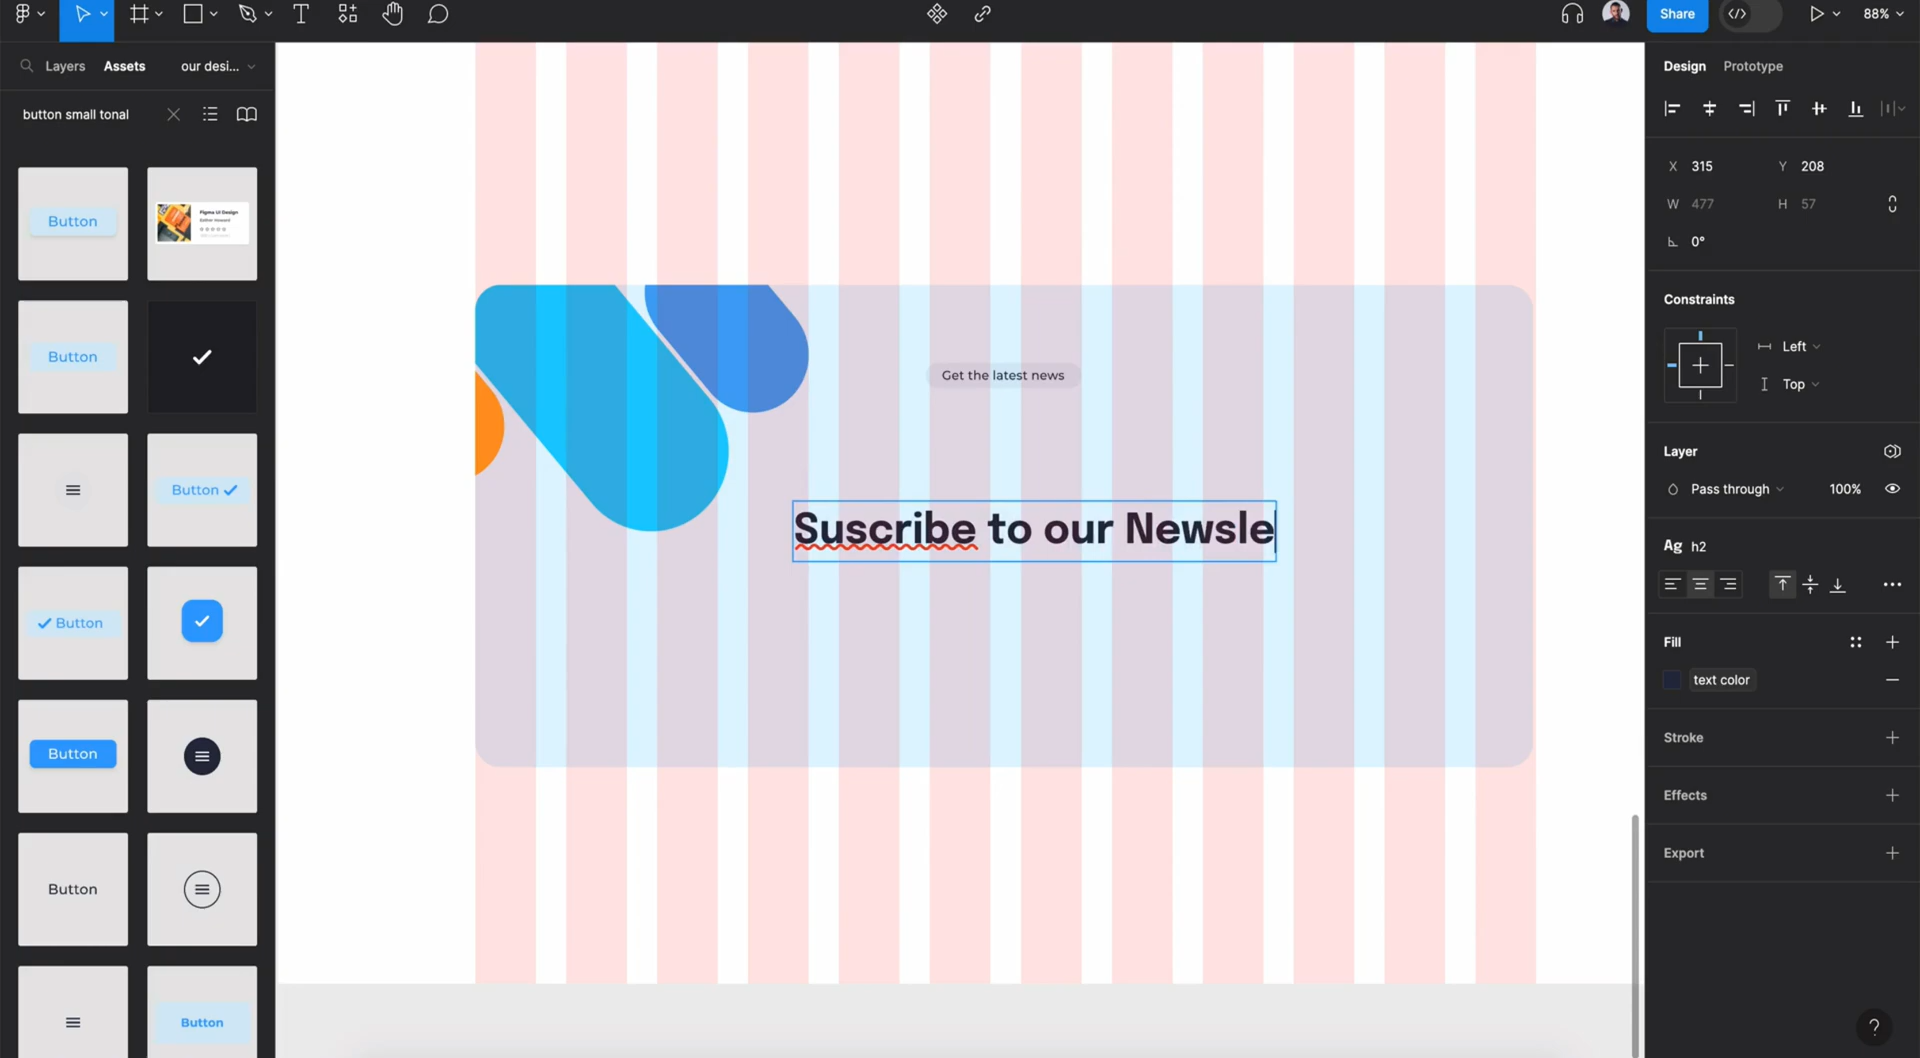 Share
88%
Layers
Assets
our desi...
button small tonal
Button
Figma UI Design
Button
Button
Button
Button
Button
Button
Get the latest news
Suscribe to our Newsle
Design
Prototype
X 315
Y 208
W 477
H 57
0°
Constraints
Left
Top
Layer
Pass through
100%
Ag h2
Fill
text color
Stroke
Effects
Export
?